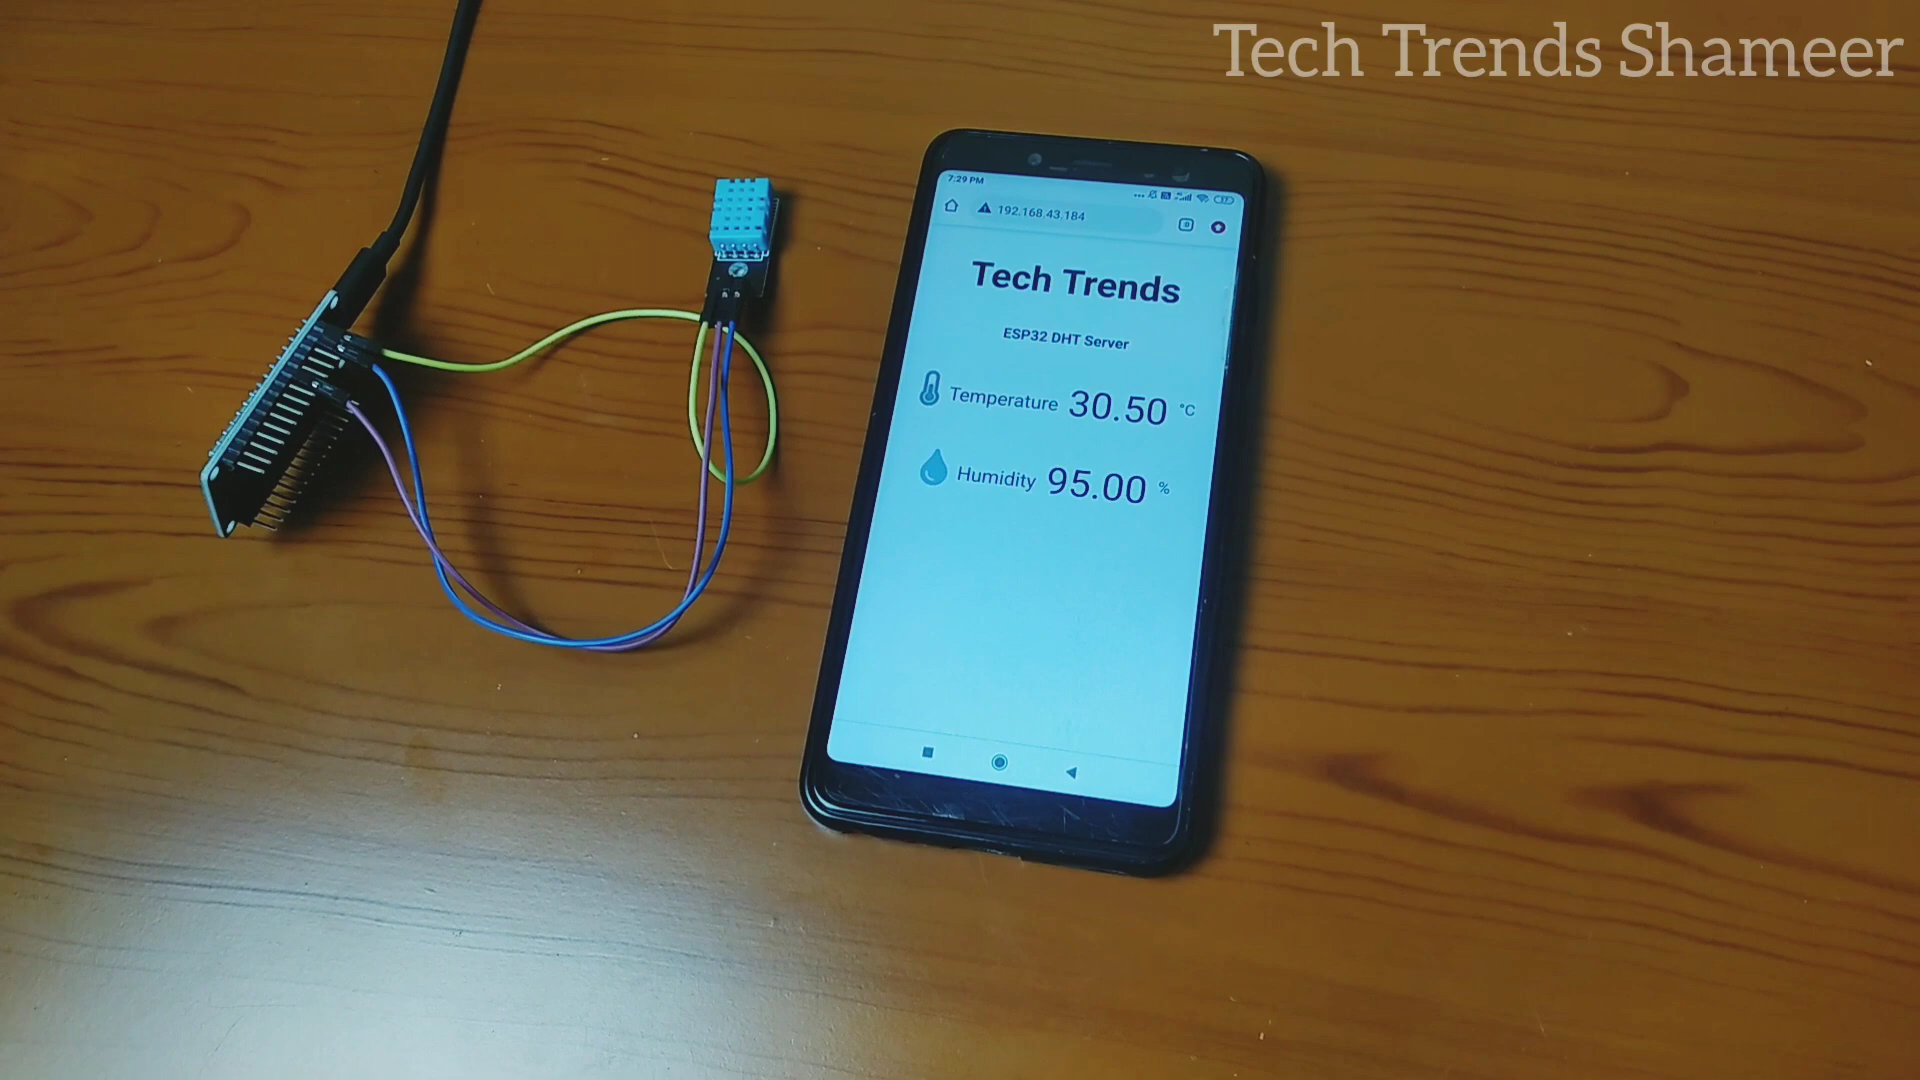 Tech Trends Shameer
7:29 PM
192.168.43.184
Tech Trends
ESP32 DHT Server
Temperature 30.50 °C
Humidity 95.00 %